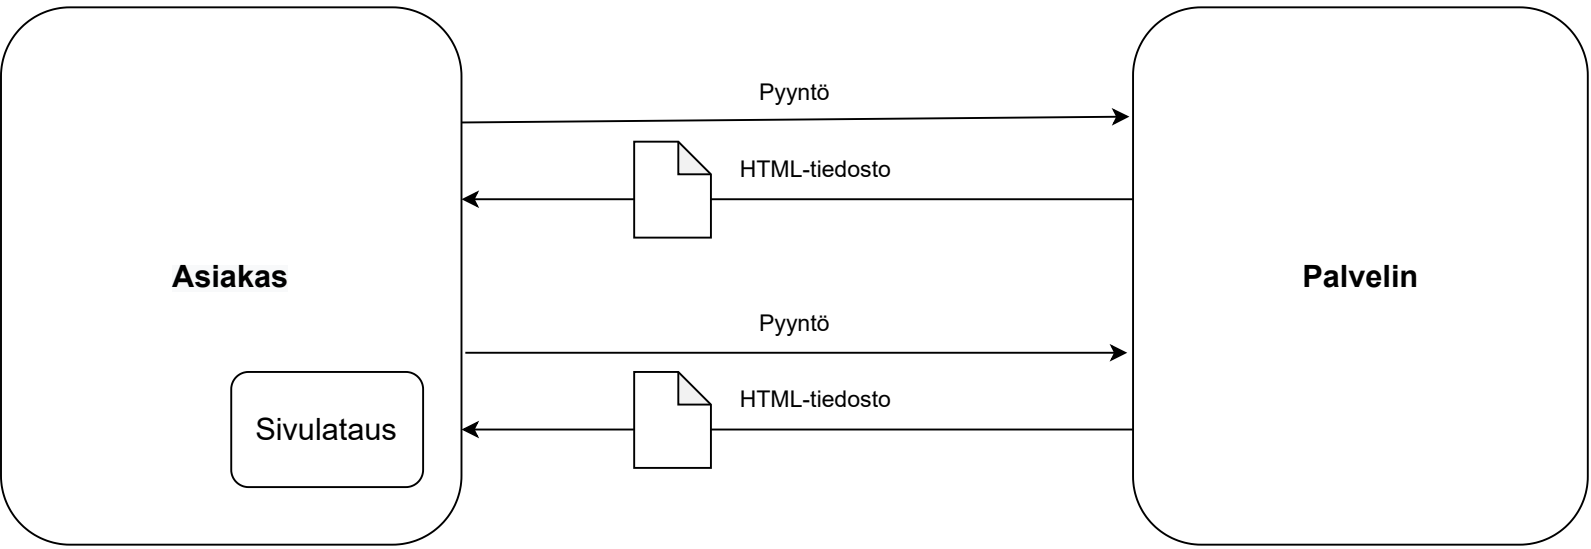 Pyyntö
HTML-tiedosto
Asiakas
Palvelin
Pyyntö
HTML-tiedosto
Sivulataus